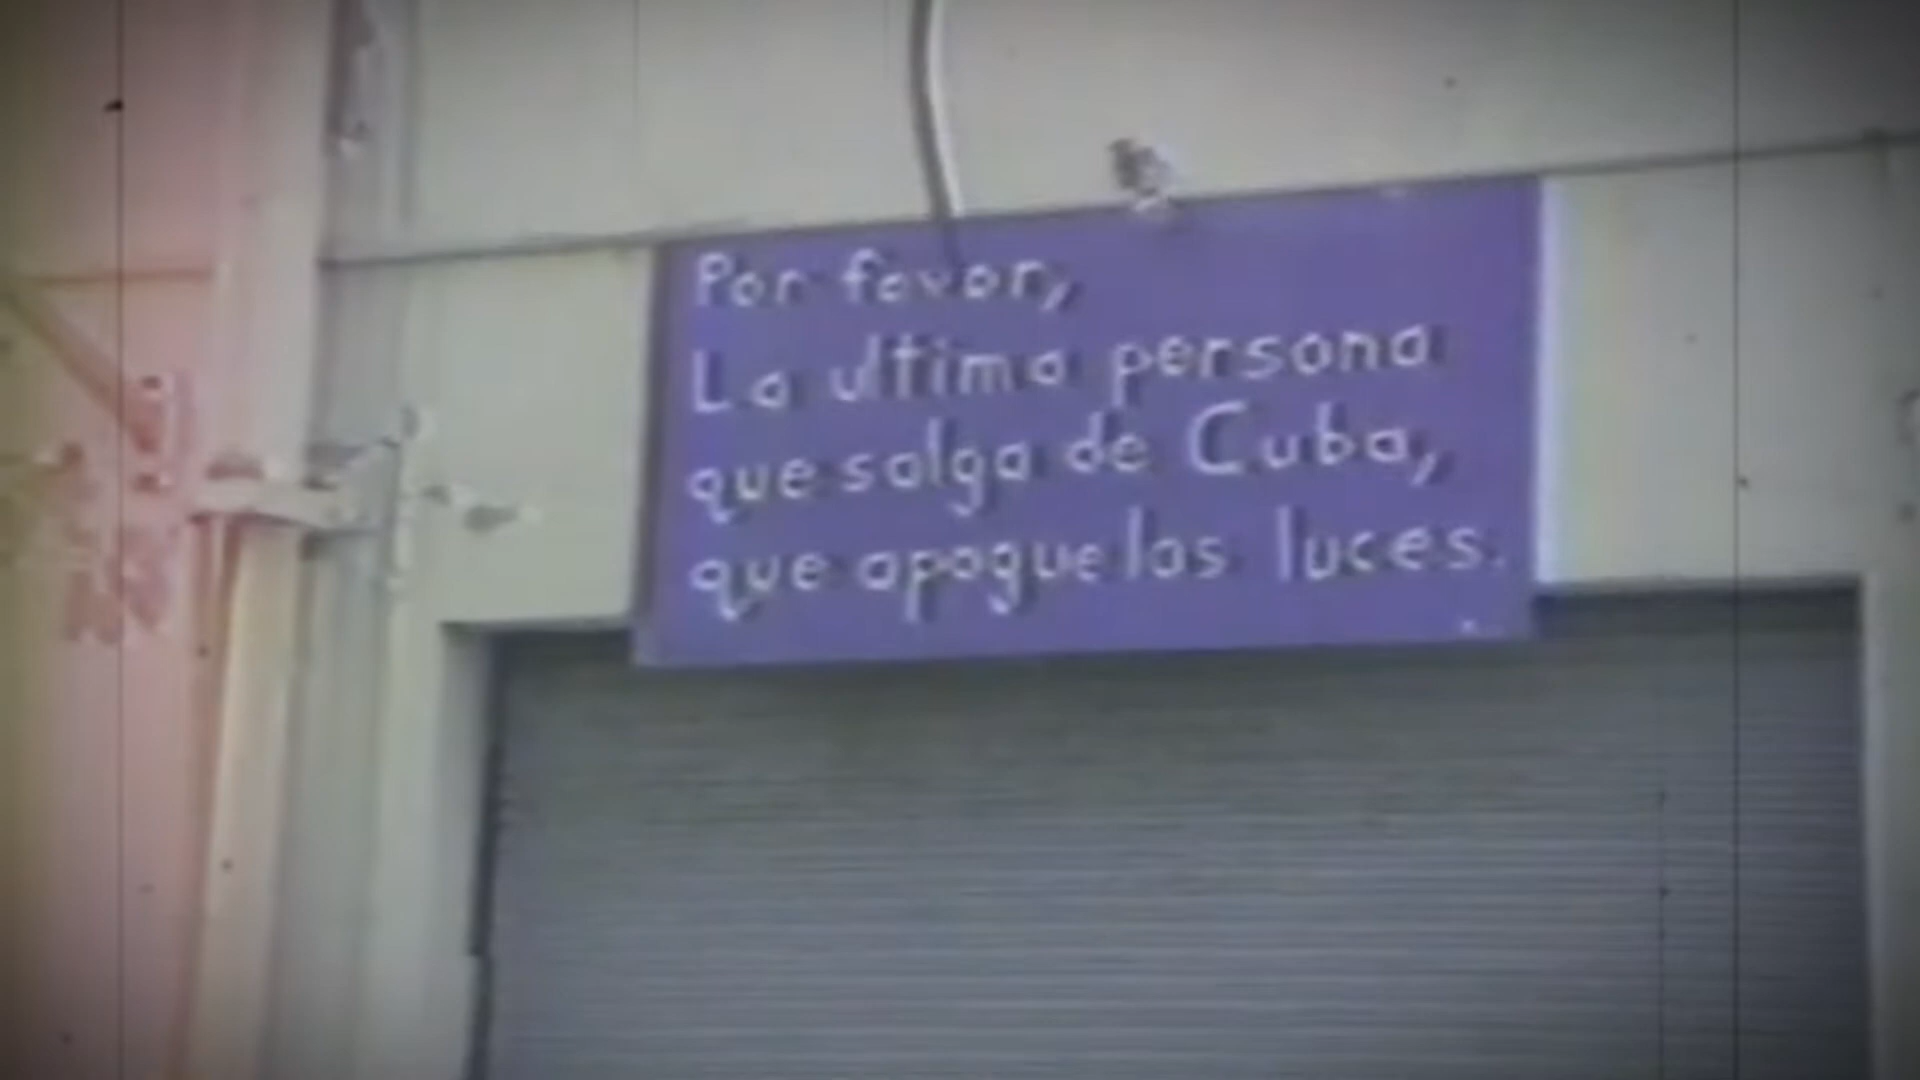 Por favor,
La ultima persona
que salga de Cuba,
que apague las luces.